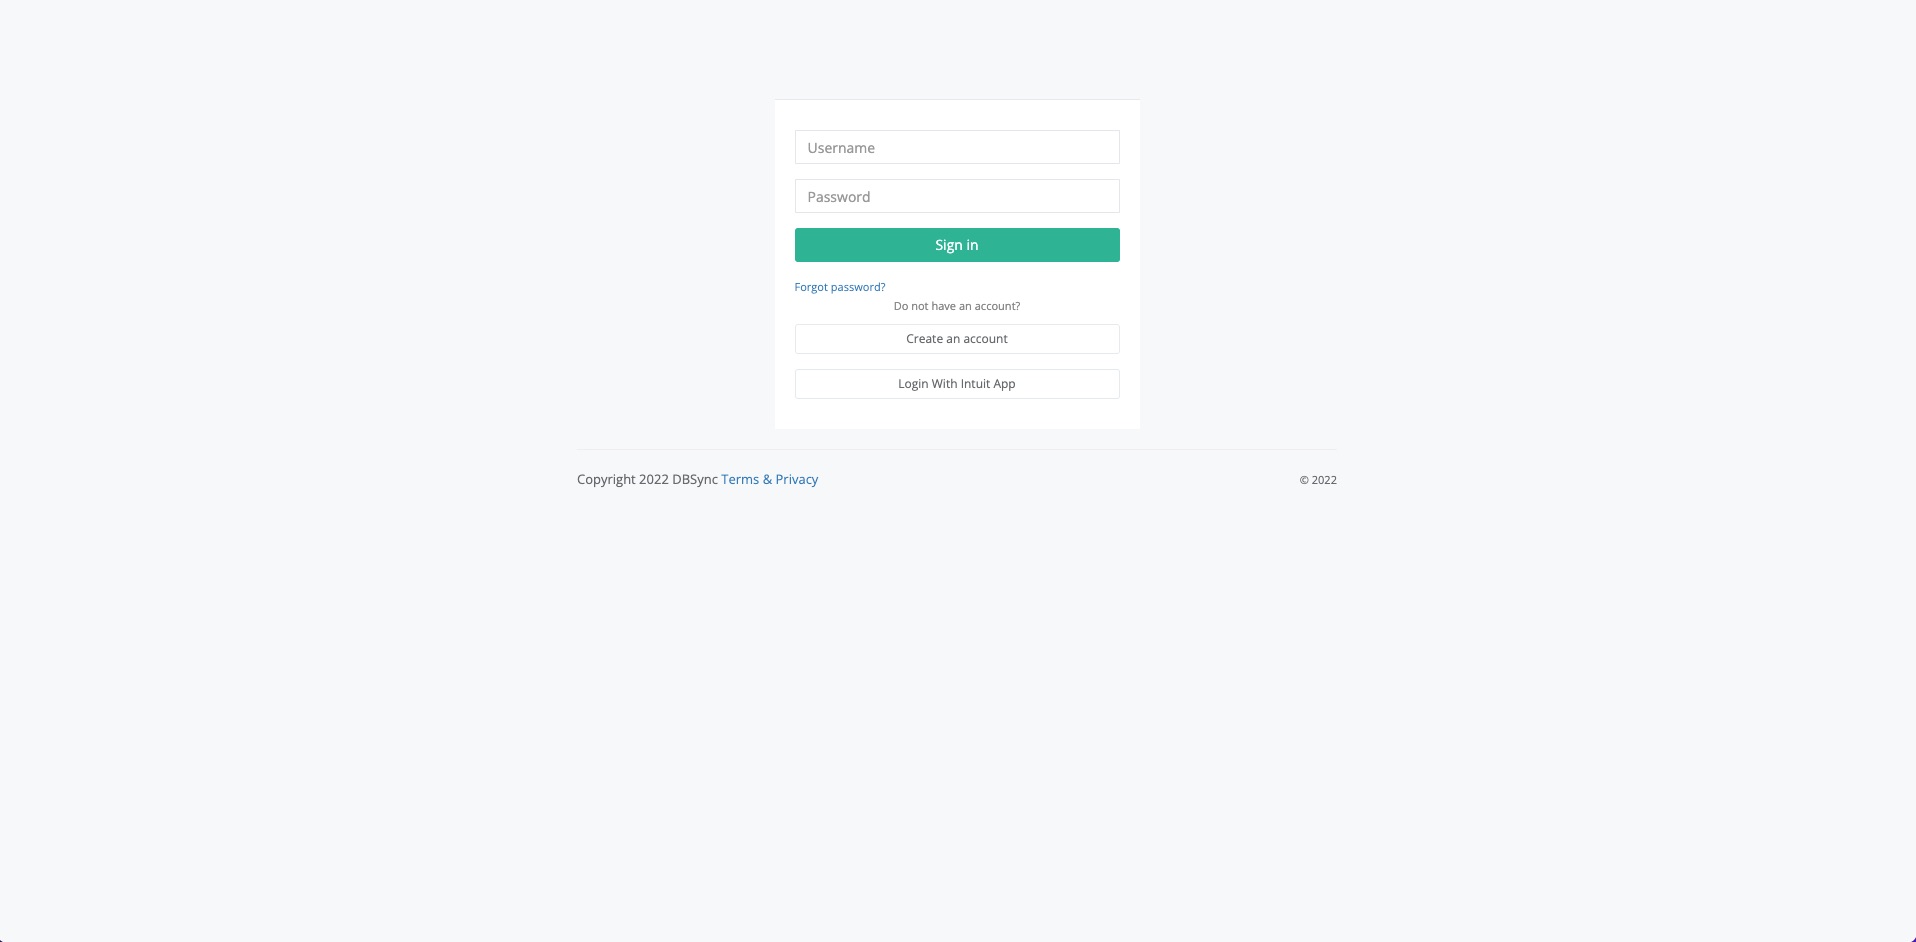 Username
Password
Sign in
Forgot password?
Do not have an account?
Create an account
Login With Intuit App
Copyright 2022 DBSync Terms & Privacy
© 2022